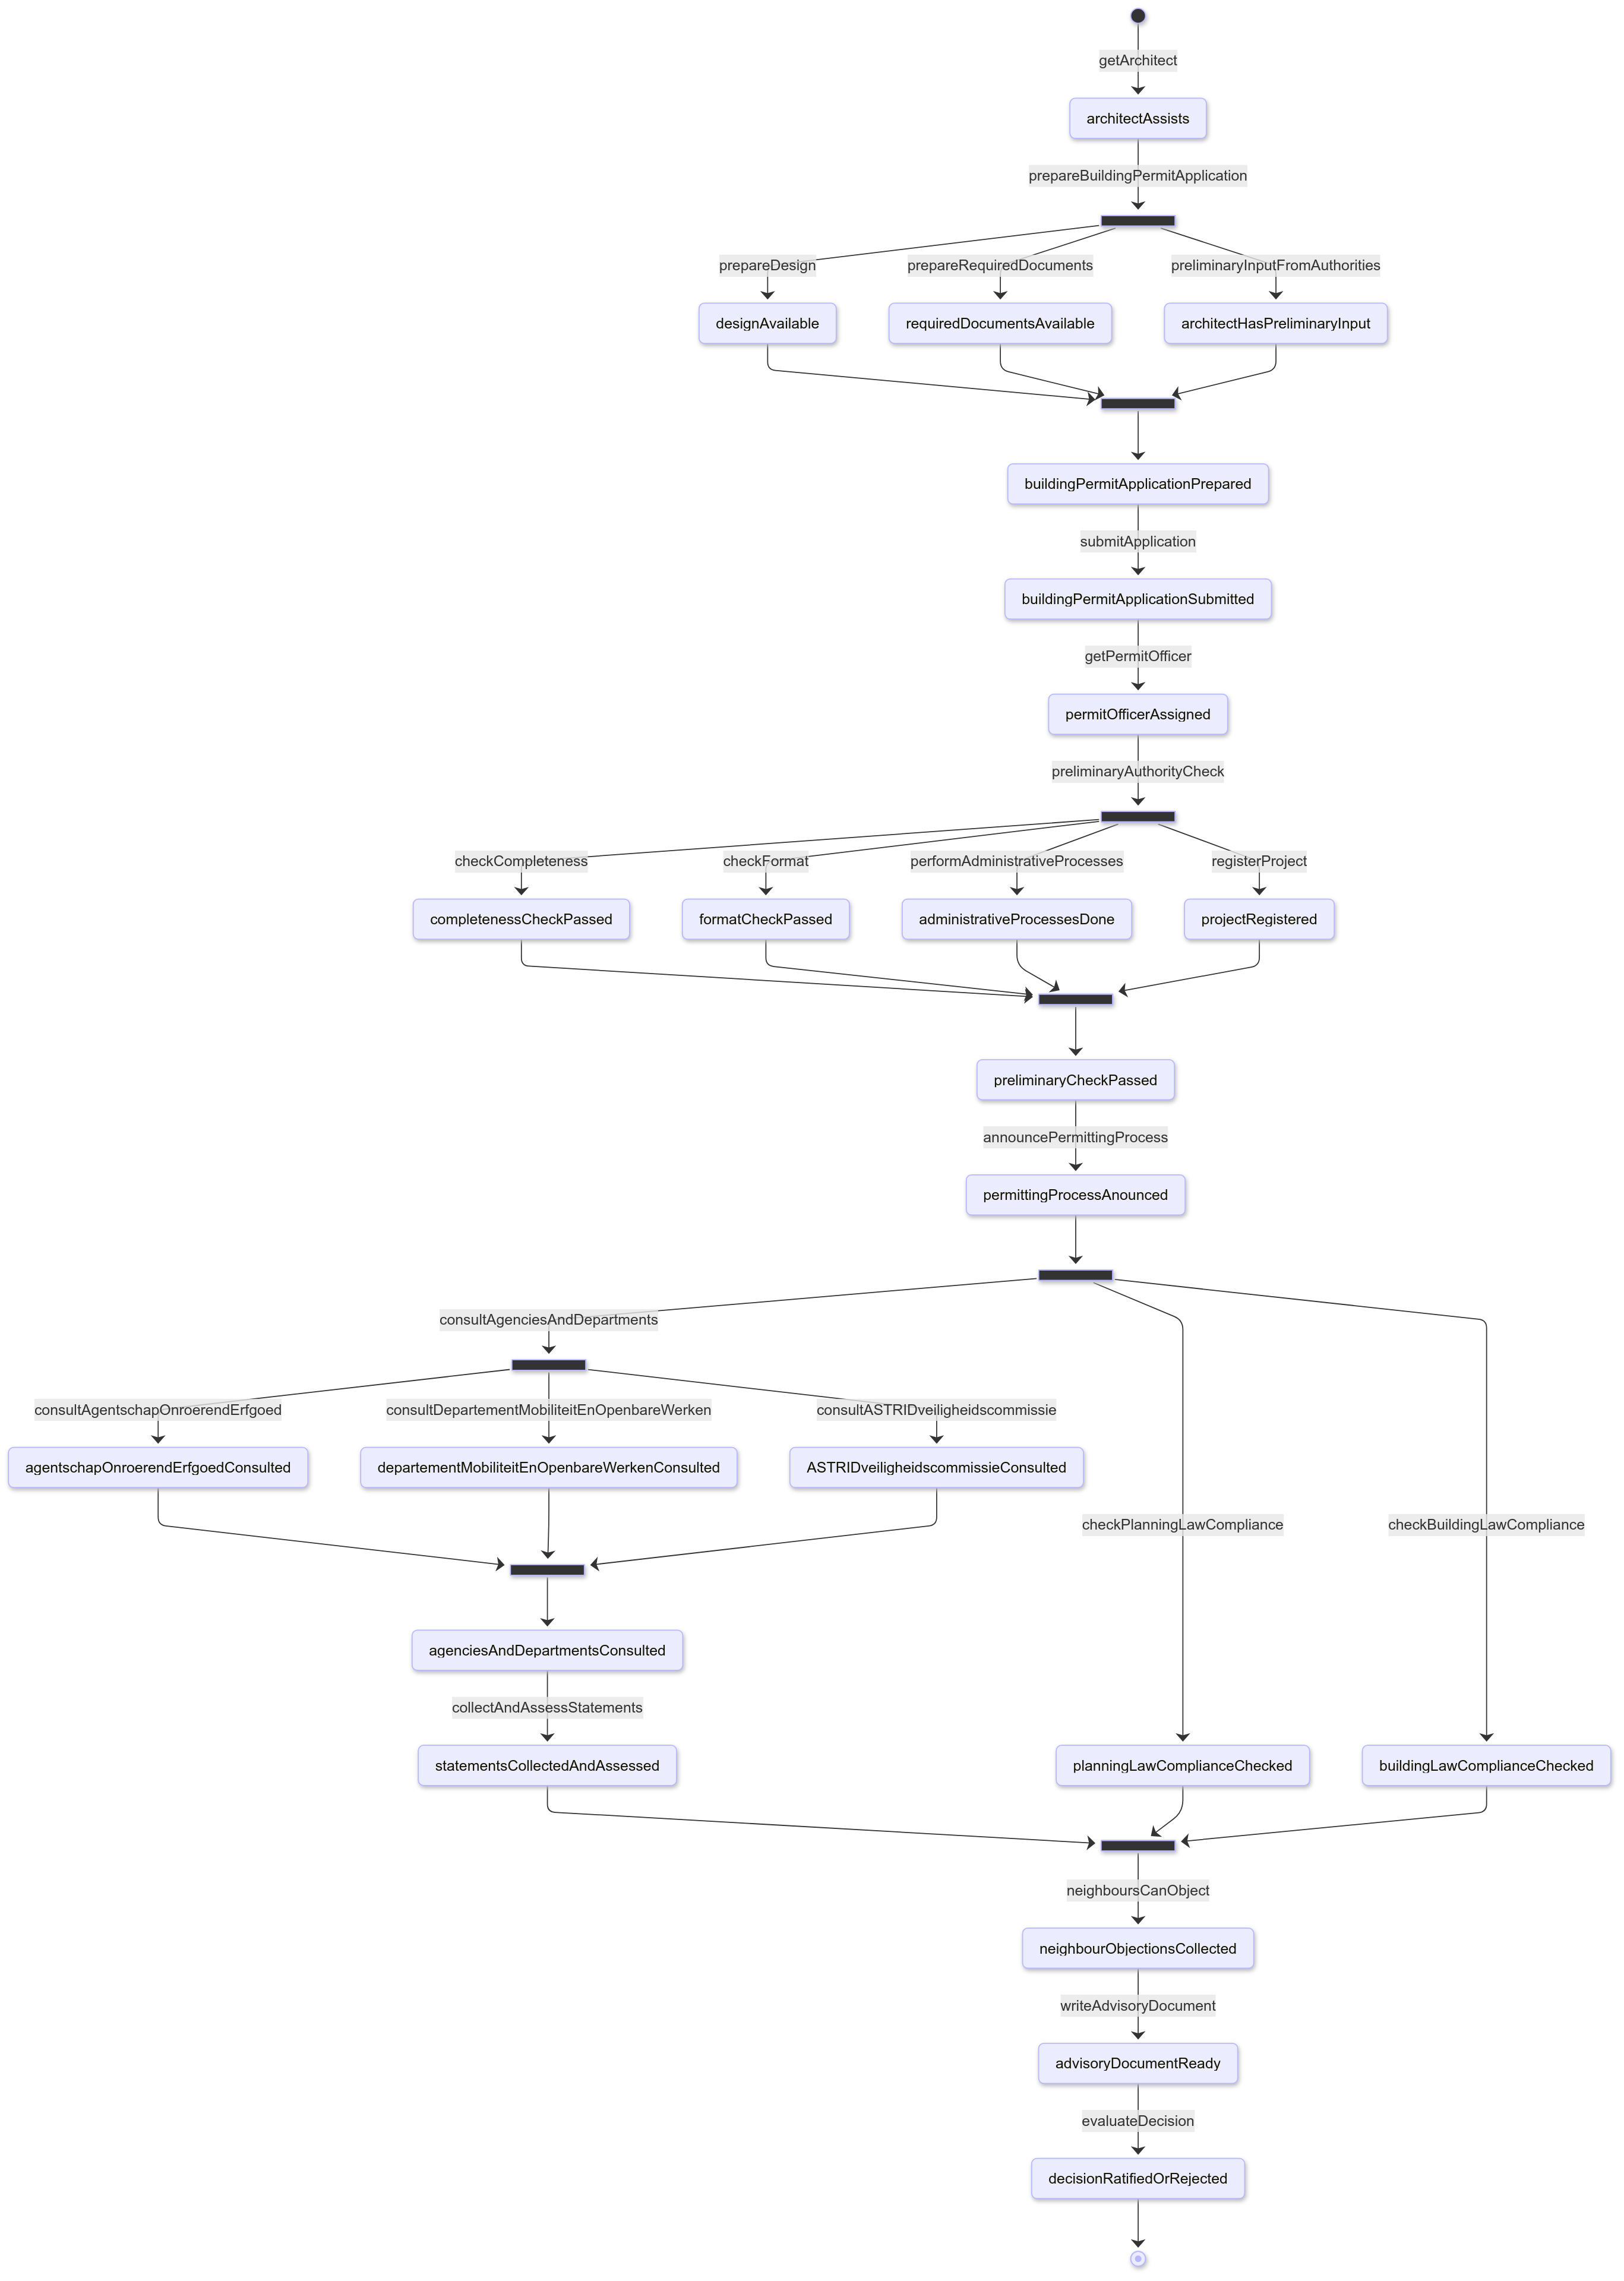 getArchitect
architectAssists
prepareBuildingPermitApplication
prepareDesign
prepareRequiredDocuments
preliminaryInputFromAuthorities
designAvailable
requiredDocumentsAvailable
architectHasPreliminaryInput
buildingPermitApplicationPrepared
submitApplication
buildingPermitApplicationSubmitted
getPermitOfficer
permitOfficerAssigned
preliminaryAuthorityCheck
checkCompleteness
checkFormat
performAdministrativeProcesses
registerProject
completenessCheckPassed
formatCheckPassed
administrativeProcessesDone
projectRegistered
preliminaryCheckPassed
announcePermittingProcess
permittingProcessAnounced
consultAgenciesAndDepartments
consultAgentschapOnroerendErfgoed
consultDepartementMobiliteitEnOpenbareWerken
consultASTRIDveiligheidscommissie
agentschapOnroerendErfgoedConsulted
departementMobiliteitEnOpenbareWerkenConsulted
ASTRIDveiligheidscommissieConsulted
checkPlanningLawCompliance
checkBuildingLawCompliance
agenciesAndDepartmentsConsulted
collectAndAssessStatements
statementsCollectedAndAssessed
planningLawComplianceChecked
buildingLawComplianceChecked
neighboursCanObject
neighbourObjectionsCollected
writeAdvisoryDocument
advisoryDocumentReady
evaluateDecision
decisionRatifiedOrRejected